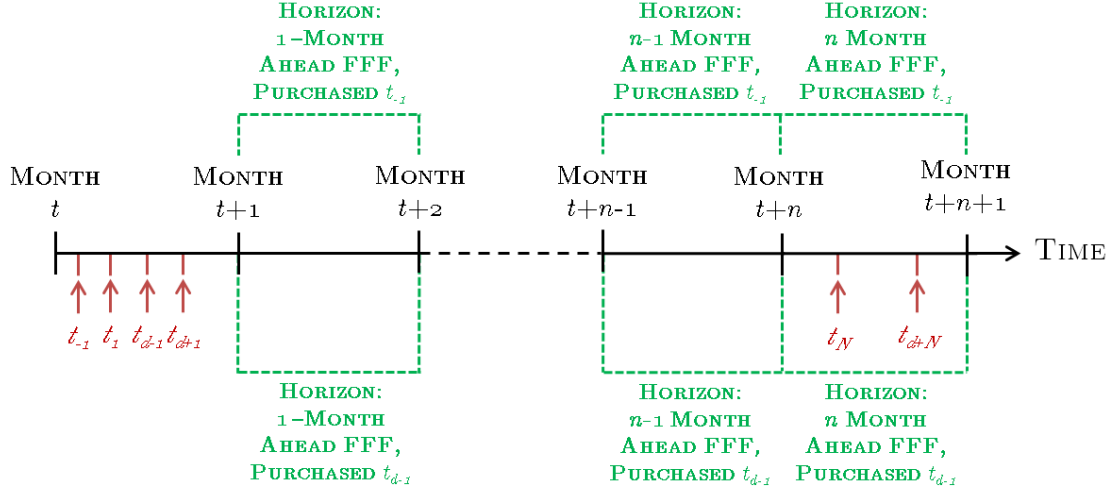 HORIZON:
1–MONTH
AHEAD FFF,
PURCHASED t-1
HORIZON:
n-1 MONTH
AHEAD FFF,
PURCHASED t-1
HORIZON:
n MONTH
AHEAD FFF,
PURCHASED t-1
MONTH
t
MONTH
t+1
MONTH
t+2
MONTH
t+n-1
MONTH
t+n
MONTH
t+n+1
TIME
t-1
t1
td-1
td+1
tN
td+N
HORIZON:
1–MONTH
AHEAD FFF,
PURCHASED td-1
HORIZON:
n-1 MONTH
AHEAD FFF,
PURCHASED td-1
HORIZON:
n MONTH
AHEAD FFF,
PURCHASED td-1